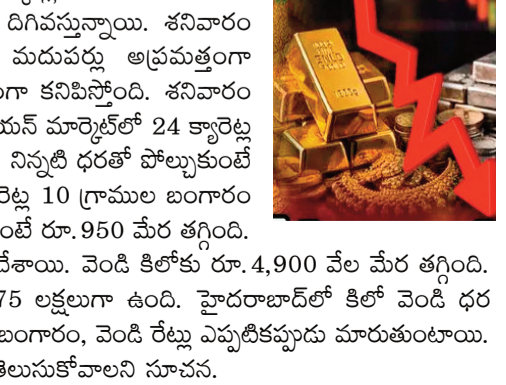 దిగివస్తున్నాయి. శనివారం
మదుపర్లు అప్రమత్తంగా
కనిపిస్తోంది. శనివారం
మార్కెట్‌లో 24 క్యారెట్ల
నిన్నటి ధరతో పోల్చుకుంటే
10 గ్రాముల బంగారం
రూ.950 మేర తగ్గింది.
వెండి కిలోకు రూ.4,900 వేల మేర తగ్గింది.
75 లక్షలుగా ఉంది. హైదరాబాద్‌లో కిలో వెండి ధర
బంగారం, వెండి రేట్లు ఎప్పటికప్పుడు మారుతుంటాయి.
తెలుసుకోవాలని సూచన.